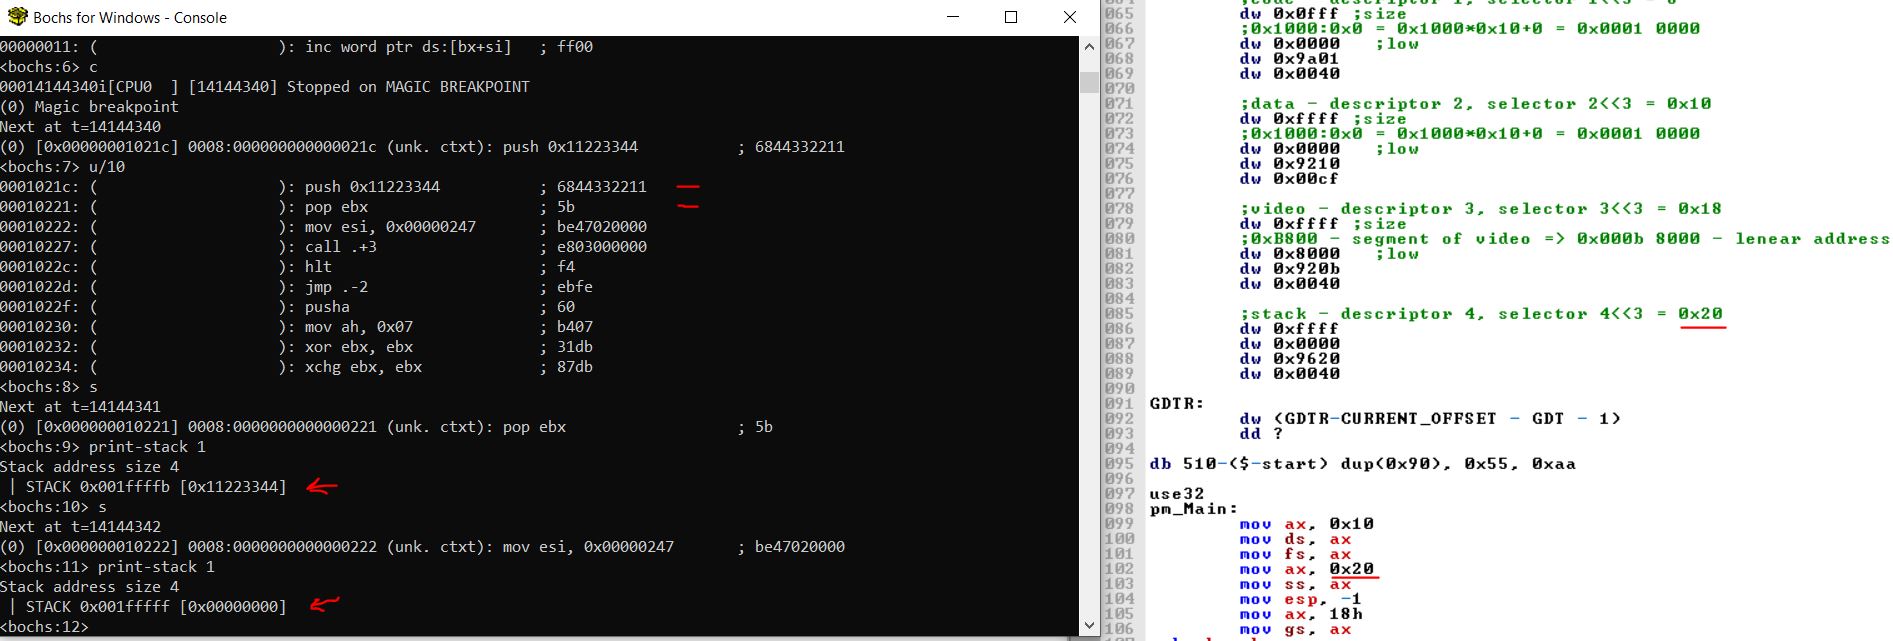 Bochs for Windows - Console
00000011: (                    ): inc word ptr ds:[bx+si]   ; ff00
<bochs:6> c
00014144340i[CPU0  ] [14144340] Stopped on MAGIC BREAKPOINT
(0) Magic breakpoint
Next at t=14144340
(0) [0x00000001021c] 0008:000000000000021c (unk. ctxt): push 0x11223344          ; 6844332211
<bochs:7> u/10
0001021c: (                    ): push 0x11223344           ; 6844332211
00010221: (                    ): pop ebx                   ; 5b
00010222: (                    ): mov esi, 0x00000247       ; be47020000
00010227: (                    ): call .+3                  ; e803000000
0001022c: (                    ): hlt                       ; f4
0001022d: (                    ): jmp .-2                   ; ebfe
0001022f: (                    ): pusha                     ; 60
00010230: (                    ): mov ah, 0x07              ; b407
00010232: (                    ): xor ebx, ebx              ; 31db
00010234: (                    ): xchg ebx, ebx             ; 87db
<bochs:8> s
Next at t=14144341
(0) [0x000000010221] 0008:0000000000000221 (unk. ctxt): pop ebx                   ; 5b
<bochs:9> print-stack 1
Stack address size 4
 | STACK 0x001ffffb [0x11223344]
<bochs:10> s
Next at t=14144342
(0) [0x000000010222] 0008:0000000000000222 (unk. ctxt): mov esi, 0x00000247       ; be47020000
<bochs:11> print-stack 1
Stack address size 4
 | STACK 0x001fffff [0x00000000]
<bochs:12>
065 dw 0x0fff ;size
066 ;0x1000:0x0 = 0x1000*0x10+0 = 0x0001 0000
067 dw 0x0000   ;low
068 dw 0x9a01
069 dw 0x0040
070
071 ;data - descriptor 2, selector 2<<3 = 0x10
072 dw 0xffff ;size
073 ;0x1000:0x0 = 0x1000*0x10+0 = 0x0001 0000
074 dw 0x0000   ;low
075 dw 0x9210
076 dw 0x00cf
077
078 ;video - descriptor 3, selector 3<<3 = 0x18
079 dw 0xffff ;size
080 ;0xB800 - segment of video => 0x000b 8000 - lenear address
081 dw 0x8000   ;low
082 dw 0x920b
083 dw 0x0040
084
085 ;stack - descriptor 4, selector 4<<3 = 0x20
086 dw 0xffff
087 dw 0x0000
088 dw 0x9620
089 dw 0x0040
090
091 GDTR:
092 dw (GDTR-CURRENT_OFFSET - GDT - 1)
093 dd ?
094
095 db 510-($-start) dup(0x90), 0x55, 0xaa
096
097 use32
098 pm_Main:
099 mov ax, 0x10
100 mov ds, ax
101 mov fs, ax
102 mov ax, 0x20
103 mov ss, ax
104 mov esp, -1
105 mov ax, 18h
106 mov gs, ax